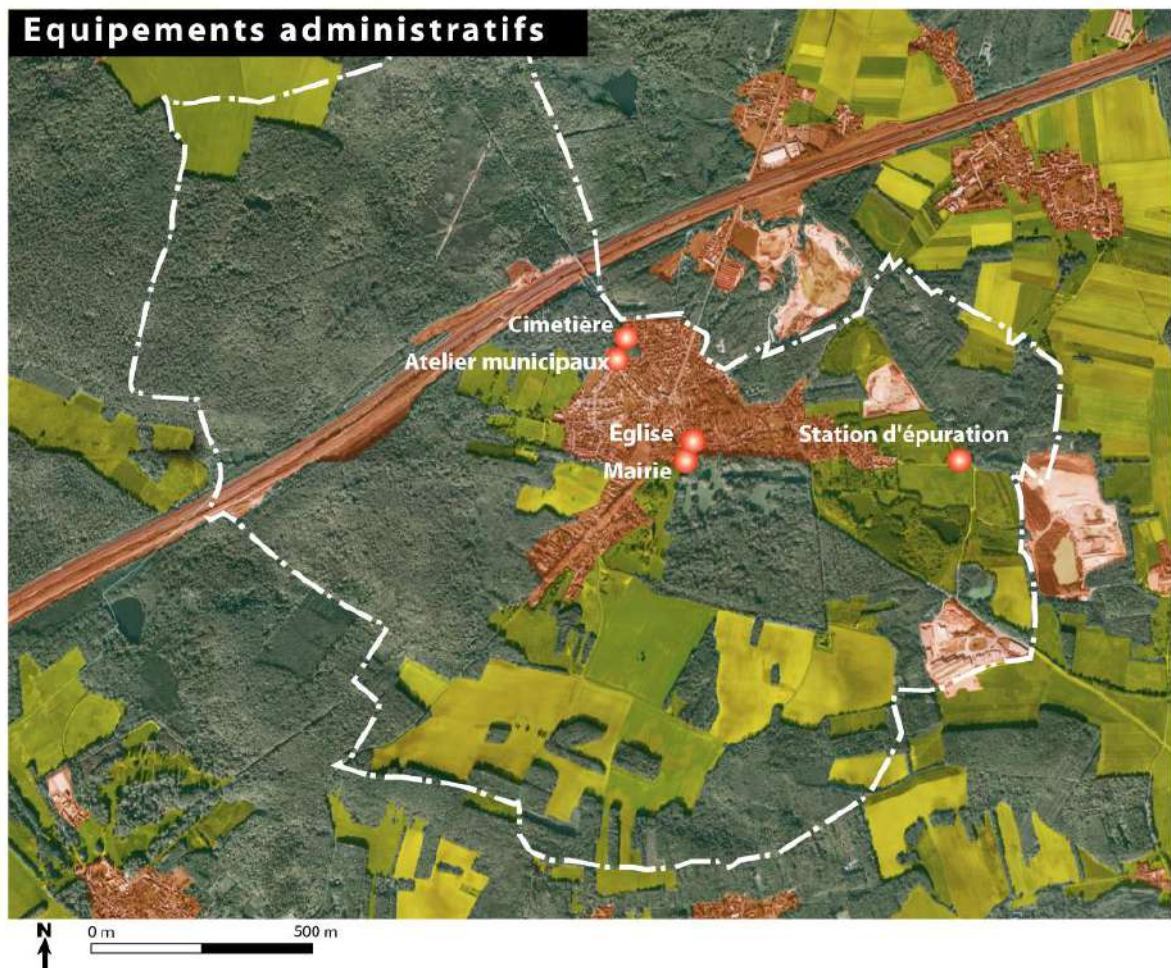 Equipements administratifs
Cimetière
Atelier municipaux
Eglise
Station d'épuration
Mairie
N
0 m
500 m